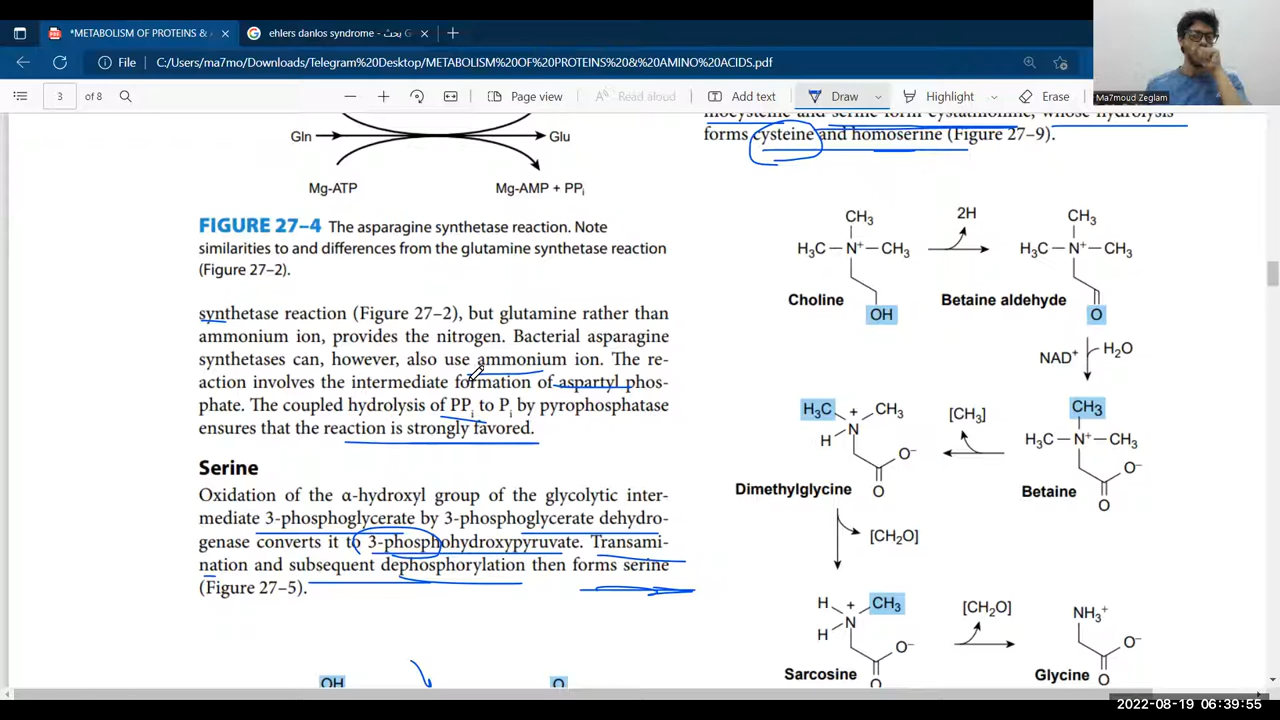 *METABOLISM OF PROTEINS &
ehlers danlos syndrome - بحث G
File
C:/Users/ma7mo/Downloads/Telegram%20Desktop/METABOLISM%20OF%20PROTEINS%20&%20AMINO%20ACIDS.pdf
3 of 8
Page view
Read aloud
Add text
Draw
Highlight
Erase
Ma7moud Zeglam
Gln
Glu
Mg-ATP
Mg-AMP + PPi
FIGURE 27–4 The asparagine synthetase reaction. Note
similarities to and differences from the glutamine synthetase reaction
(Figure 27–2).
synthetase reaction (Figure 27–2), but glutamine rather than
ammonium ion, provides the nitrogen. Bacterial asparagine
synthetases can, however, also use ammonium ion. The re-
action involves the intermediate formation of aspartyl phos-
phate. The coupled hydrolysis of PPi to Pi by pyrophosphatase
ensures that the reaction is strongly favored.
Serine
Oxidation of the α-hydroxyl group of the glycolytic inter-
mediate 3-phosphoglycerate by 3-phosphoglycerate dehydro-
genase converts it to 3-phosphohydroxypyruvate. Transami-
nation and subsequent dephosphorylation then forms serine
(Figure 27–5).
OH
O
mocysteine and serine form cystathionine, whose hydrolysis
forms cysteine and homoserine (Figure 27–9).
CH3
H3C – N+ – CH3
Choline
OH
2H
CH3
H3C – N+ – CH3
Betaine aldehyde
O
NAD+
H2O
H3C
+
CH3
N
H
O–
O
Dimethylglycine
[CH3]
CH3
H3C – N+ – CH3
O–
O
Betaine
[CH2O]
H
+
CH3
N
H
O–
O
Sarcosine
[CH2O]
NH3+
O–
O
Glycine
2022-08-19 06:39:55